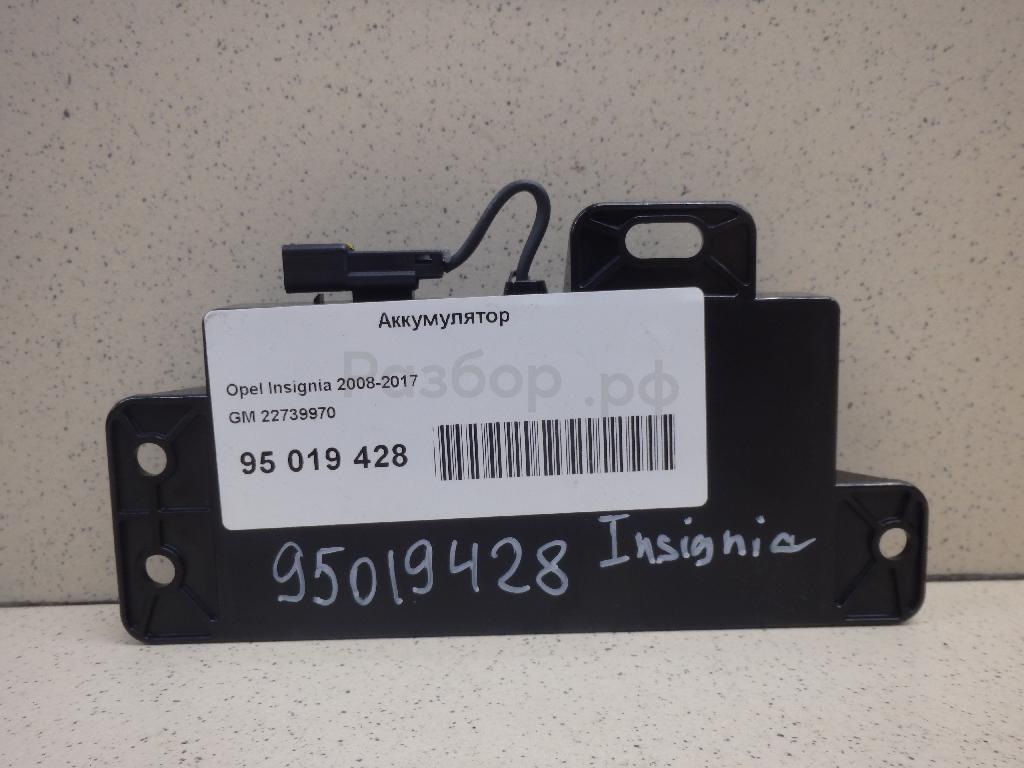 Аккумулятор
Разбор.рф
Opel Insignia 2008-2017
GM 22739970
95 019 428
95019428 Insignia